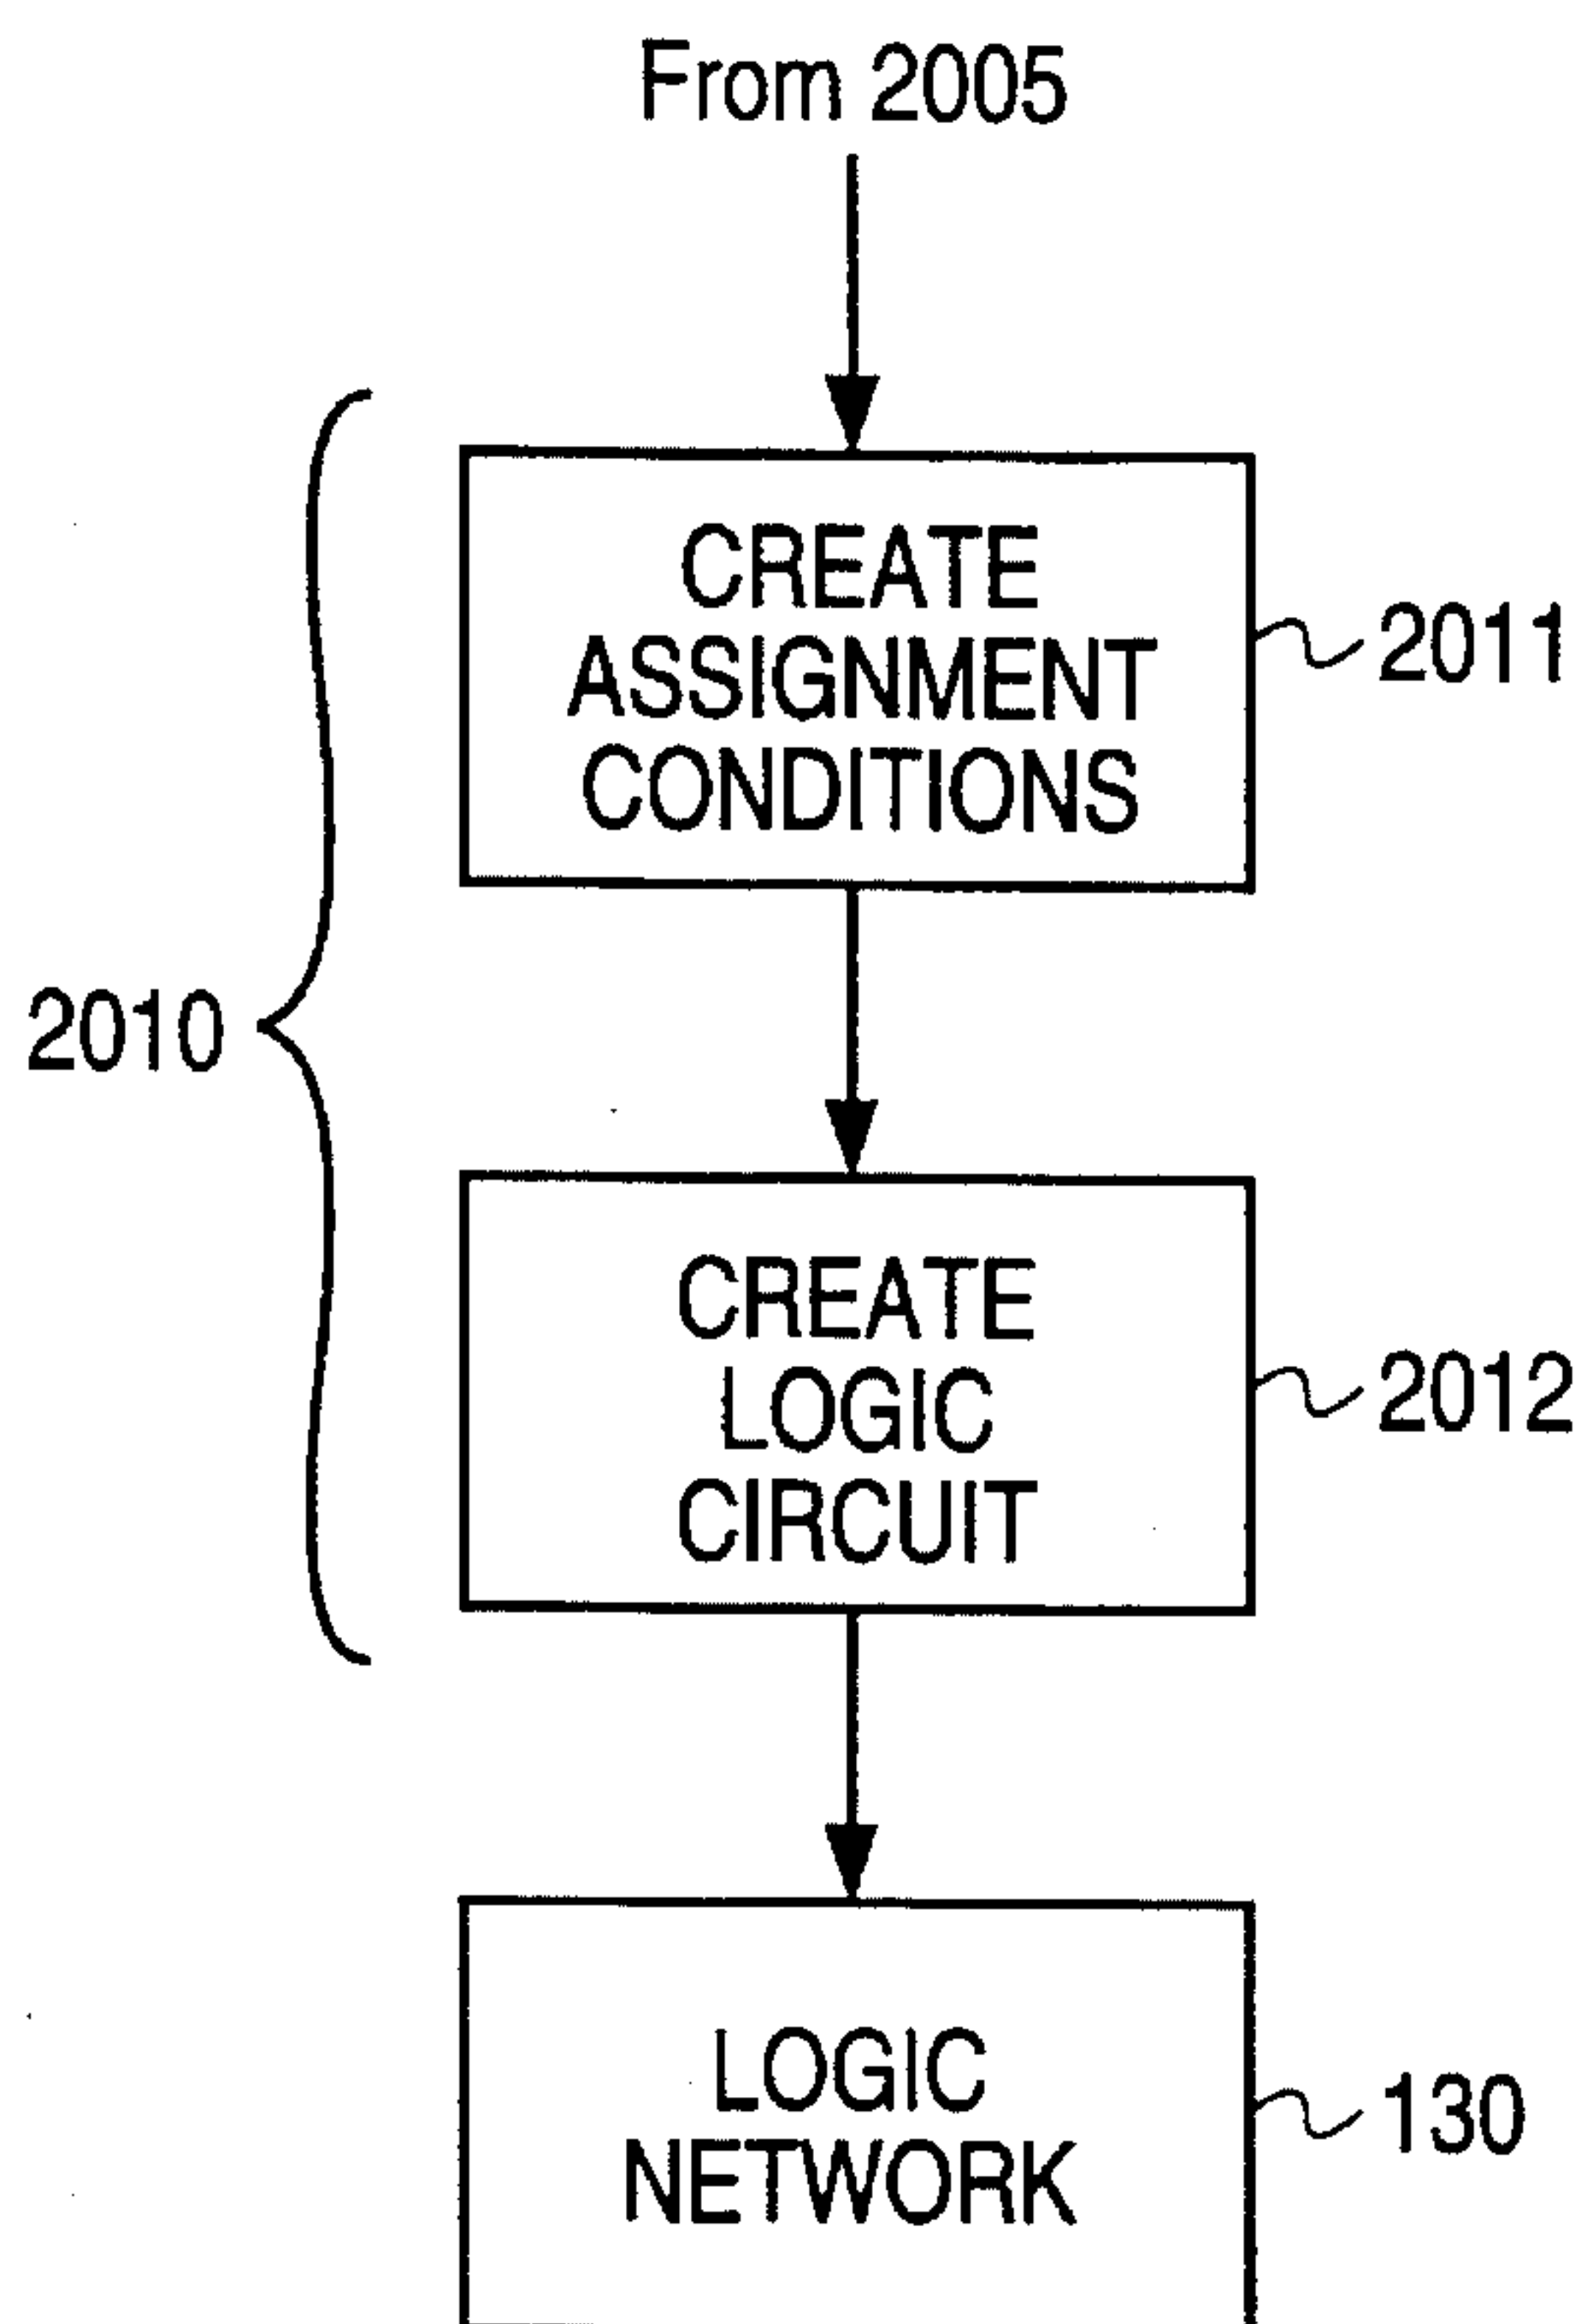 From 2005
CREATE
ASSIGNMENT
CONDITIONS
2011
2010
CREATE
LOGIC
CIRCUIT
2012
LOGIC
NETWORK
130